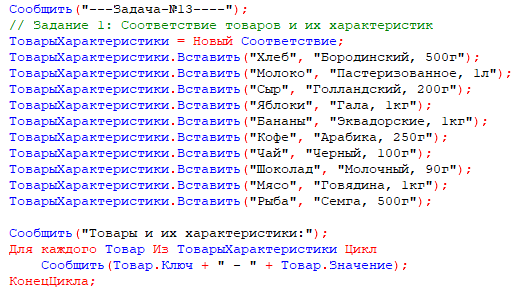 Сообщить("---Задача-№13----");
// Задание 1: Соответствие товаров и их характеристик
ТоварыХарактеристики = Новый Соответствие;
ТоварыХарактеристики.Вставить("Хлеб", "Бородинский, 500г");
ТоварыХарактеристики.Вставить("Молоко", "Пастеризованное, 1л");
ТоварыХарактеристики.Вставить("Сыр", "Голландский, 200г");
ТоварыХарактеристики.Вставить("Яблоки", "Гала, 1кг");
ТоварыХарактеристики.Вставить("Бананы", "Эквадорские, 1кг");
ТоварыХарактеристики.Вставить("Кофе", "Арабика, 250г");
ТоварыХарактеристики.Вставить("Чай", "Черный, 100г");
ТоварыХарактеристики.Вставить("Шоколад", "Молочный, 90г");
ТоварыХарактеристики.Вставить("Мясо", "Говядина, 1кг");
ТоварыХарактеристики.Вставить("Рыба", "Семга, 500г");
Сообщить("Товары и их характеристики:");
Для каждого Товар Из ТоварыХарактеристики Цикл
Сообщить(Товар.Ключ + " - " + Товар.Значение);
КонецЦикла;